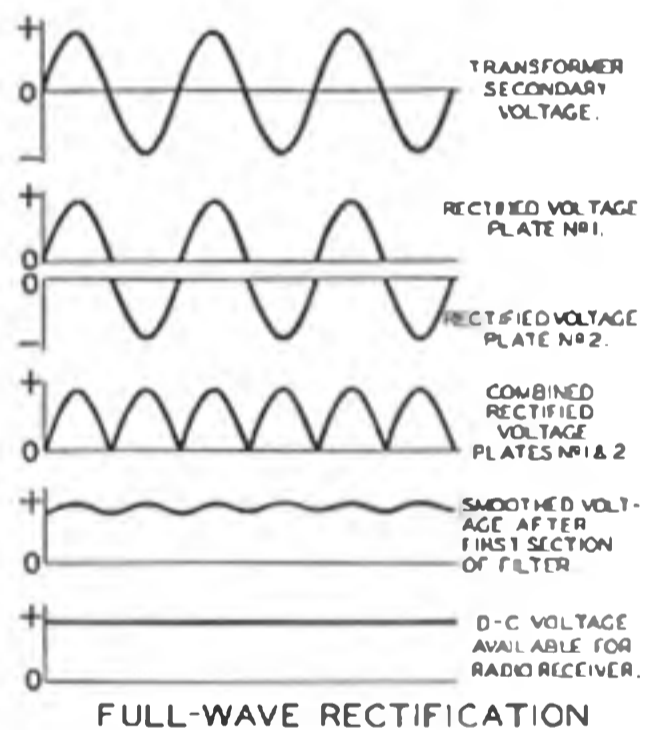 +
0
−
TRANSFORMER
SECONDARY
VOLTAGE.
+
0
RECTIFIED VOLTAGE
PLATE Nº1.
0
−
RECTIFIED VOLTAGE
PLATE Nº2.
+
0
COMBINED
RECTIFIED
VOLTAGE
PLATES Nº1 & 2
+
0
SMOOTHED VOLT-
AGE AFTER
FIRST SECTION
OF FILTER
+
0
D-C VOLTAGE
AVAILABLE FOR
RADIO RECEIVER.
FULL-WAVE RECTIFICATION